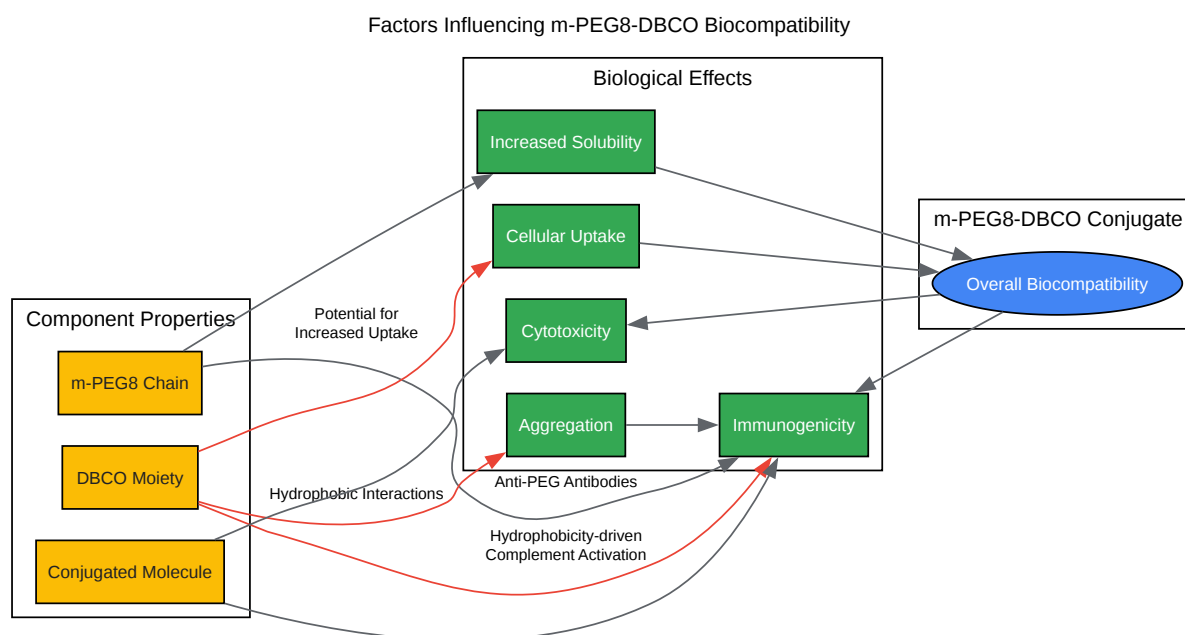 Factors Influencing m-PEG8-DBCO Biocompatibility
Biological Effects
Increased Solubility
Cellular Uptake
Cytotoxicity
Aggregation
Immunogenicity
m-PEG8-DBCO Conjugate
Overall Biocompatibility
Component Properties
m-PEG8 Chain
DBCO Moiety
Conjugated Molecule
Potential for
Increased Uptake
Hydrophobic Interactions
Anti-PEG Antibodies
Hydrophobicity-driven
Complement Activation